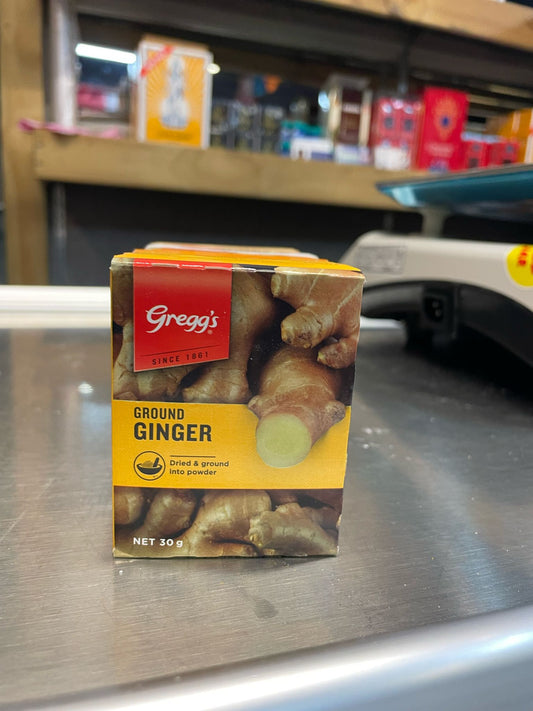 Gregg's
SINCE 1861
GROUND
GINGER
Dried & ground
into powder
NET 30 g